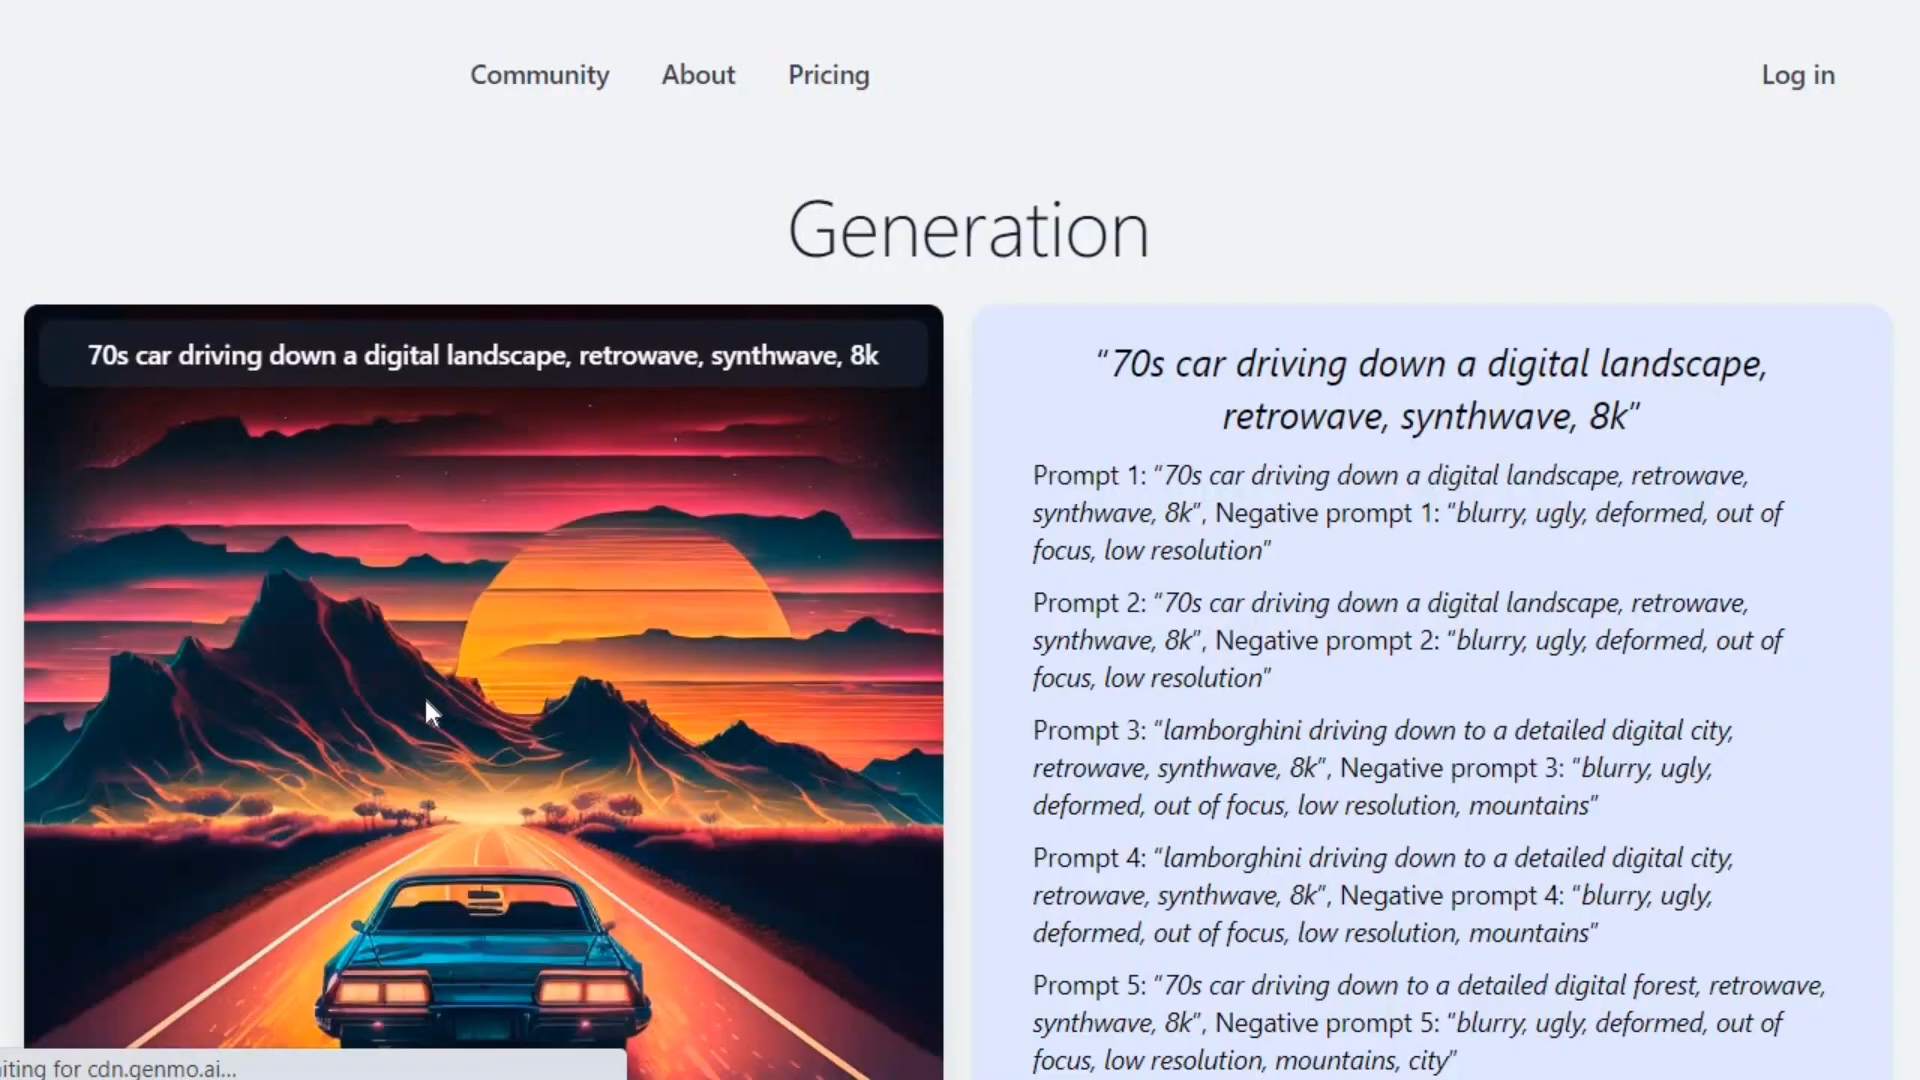 Community About Pricing Log in
Generation
70s car driving down a digital landscape, retrowave, synthwave, 8k
“70s car driving down a digital landscape,
retrowave, synthwave, 8k”
Prompt 1: “70s car driving down a digital landscape, retrowave,
synthwave, 8k”, Negative prompt 1: “blurry, ugly, deformed, out of
focus, low resolution”
Prompt 2: “70s car driving down a digital landscape, retrowave,
synthwave, 8k”, Negative prompt 2: “blurry, ugly, deformed, out of
focus, low resolution”
Prompt 3: “lamborghini driving down to a detailed digital city,
retrowave, synthwave, 8k”, Negative prompt 3: “blurry, ugly,
deformed, out of focus, low resolution, mountains”
Prompt 4: “lamborghini driving down to a detailed digital city,
retrowave, synthwave, 8k”, Negative prompt 4: “blurry, ugly,
deformed, out of focus, low resolution, mountains”
Prompt 5: “70s car driving down to a detailed digital forest, retrowave,
synthwave, 8k”, Negative prompt 5: “blurry, ugly, deformed, out of
focus, low resolution, mountains, city”
iting for cdn.genmo.ai...